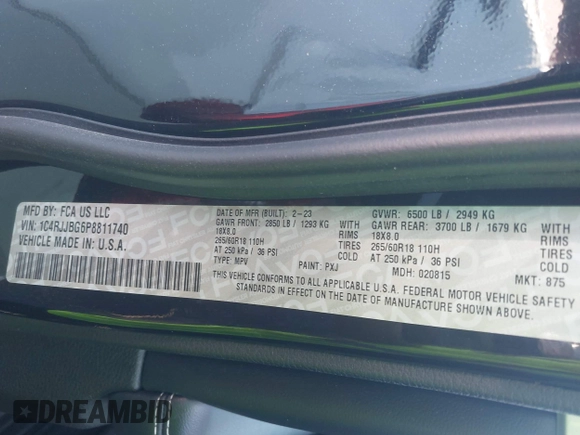 MFD BY: FCA US LLC
VIN: 1C4RJJBG5P8811740
VEHICLE MADE IN: U.S.A.
DATE OF MFR (BUILT): 2-23
GAWR FRONT: 2850 LB / 1293 KG
18X8.0
265/60R18 110H
AT 250 kPa / 36 PSI
TYPE: MPV
PAINT: PXJ
WITH
TIRES
RIMS
COLD
GVWR: 6500 LB / 2949 KG
GAWR REAR: 3700 LB / 1679 KG
18X8.0
265/60R18 110H
AT 250 kPa / 36 PSI
MDH: 020815
WITH
TIRES
RIMS
COLD
MKT: 875
THIS VEHICLE CONFORMS TO ALL APPLICABLE U.S.A. FEDERAL MOTOR VEHICLE SAFETY
STANDARDS IN EFFECT ON THE DATE OF MANUFACTURE SHOWN ABOVE.
DREAMBID